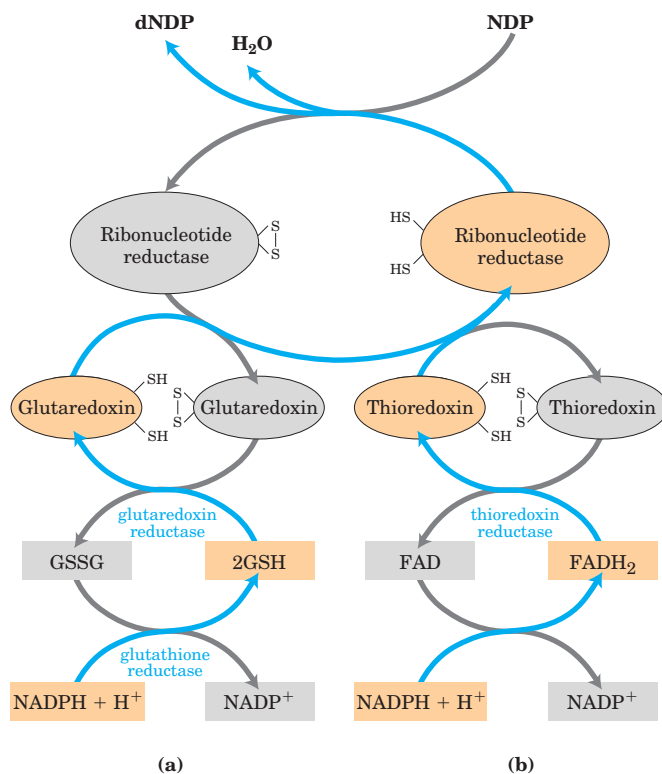 dNDP
H₂O
NDP
Ribonucleotide
reductase
S
S
HS
HS
Ribonucleotide
reductase
Glutaredoxin
SH
SH
S
S
Glutaredoxin
Thioredoxin
SH
SH
S
S
Thioredoxin
glutaredoxin
reductase
thioredoxin
reductase
GSSG
2GSH
FAD
FADH₂
glutathione
reductase
NADPH + H⁺
NADP⁺
NADPH + H⁺
NADP⁺
(a)
(b)